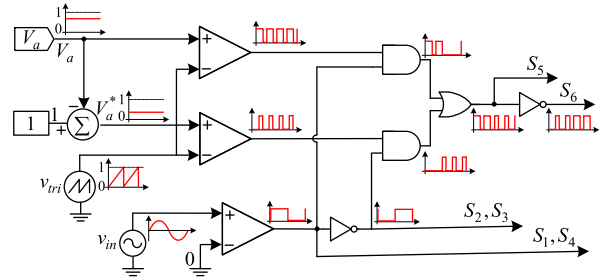 1
0
V_a
V_a
+
−
S_5
S_6
−
V_a^*
1
0
1
1
+
Σ
+
−
1
0
v_tri
v_in
+
−
0
S_2, S_3
S_1, S_4